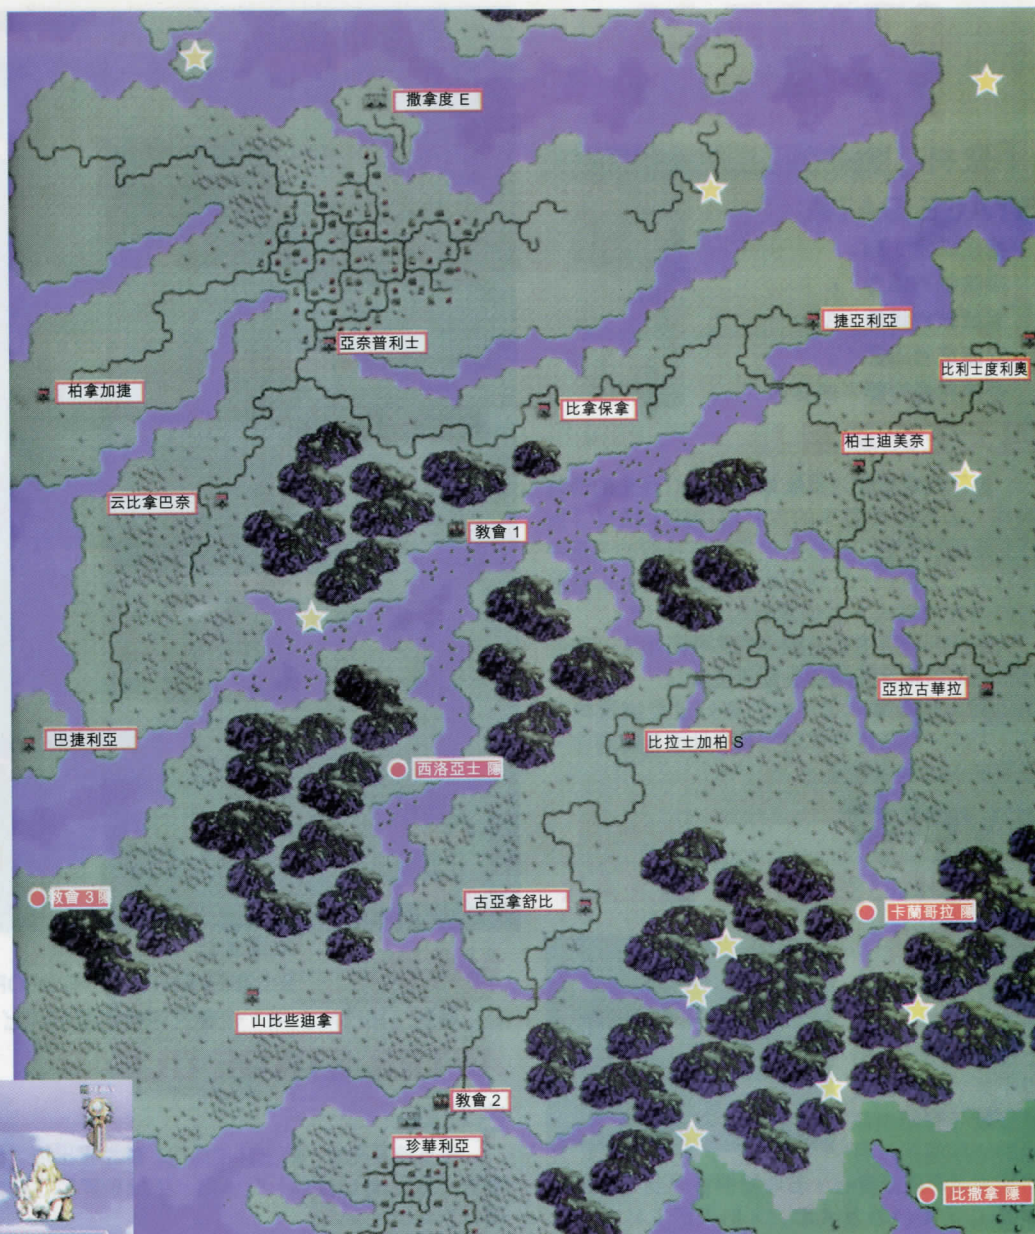 撒拿度 E
亞奈普利士
捷亞利亞
比利士度利奧
柏拿加捷
比拿保拿
柏士迪美奈
云比拿巴奈
教會 1
亞拉古華拉
巴捷利亞
比拉士加柏 S
西洛亞士 隱
教會 3 隱
古亞拿舒比
卡蘭哥拉 隱
山比些迪拿
教會 2
珍華利亞
比撒拿 隱